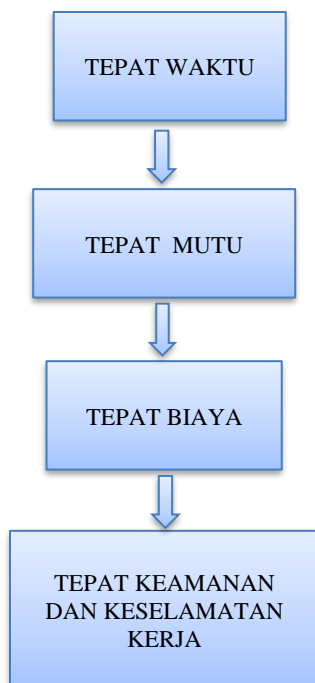 TEPAT WAKTU
TEPAT MUTU
TEPAT BIAYA
TEPAT KEAMANAN
DAN KESELAMATAN
KERJA